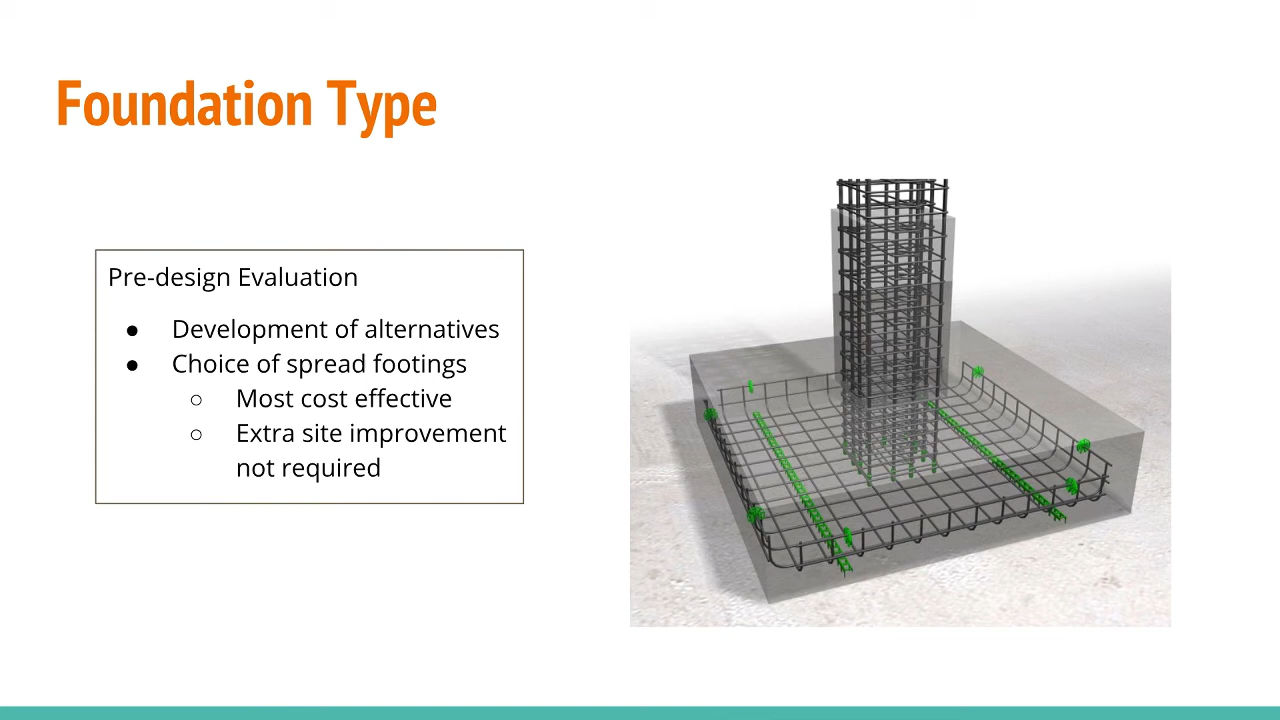 Foundation Type
Pre-design Evaluation
● Development of alternatives
● Choice of spread footings
○ Most cost effective
○ Extra site improvement
not required